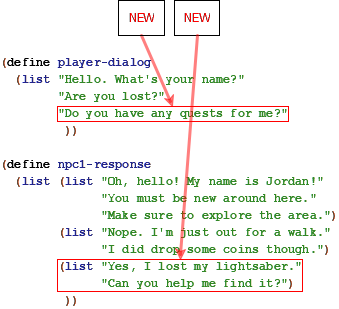 NEW NEW
(define player-dialog
(list "Hello. What's your name?"
"Are you lost?"
"Do you have any quests for me?"
))
(define npc1-response
(list (list "Oh, hello! My name is Jordan!"
"You must be new around here."
"Make sure to explore the area.")
(list "Nope. I'm just out for a walk."
"I did drop some coins though.")
(list "Yes, I lost my lightsaber."
"Can you help me find it?")
))